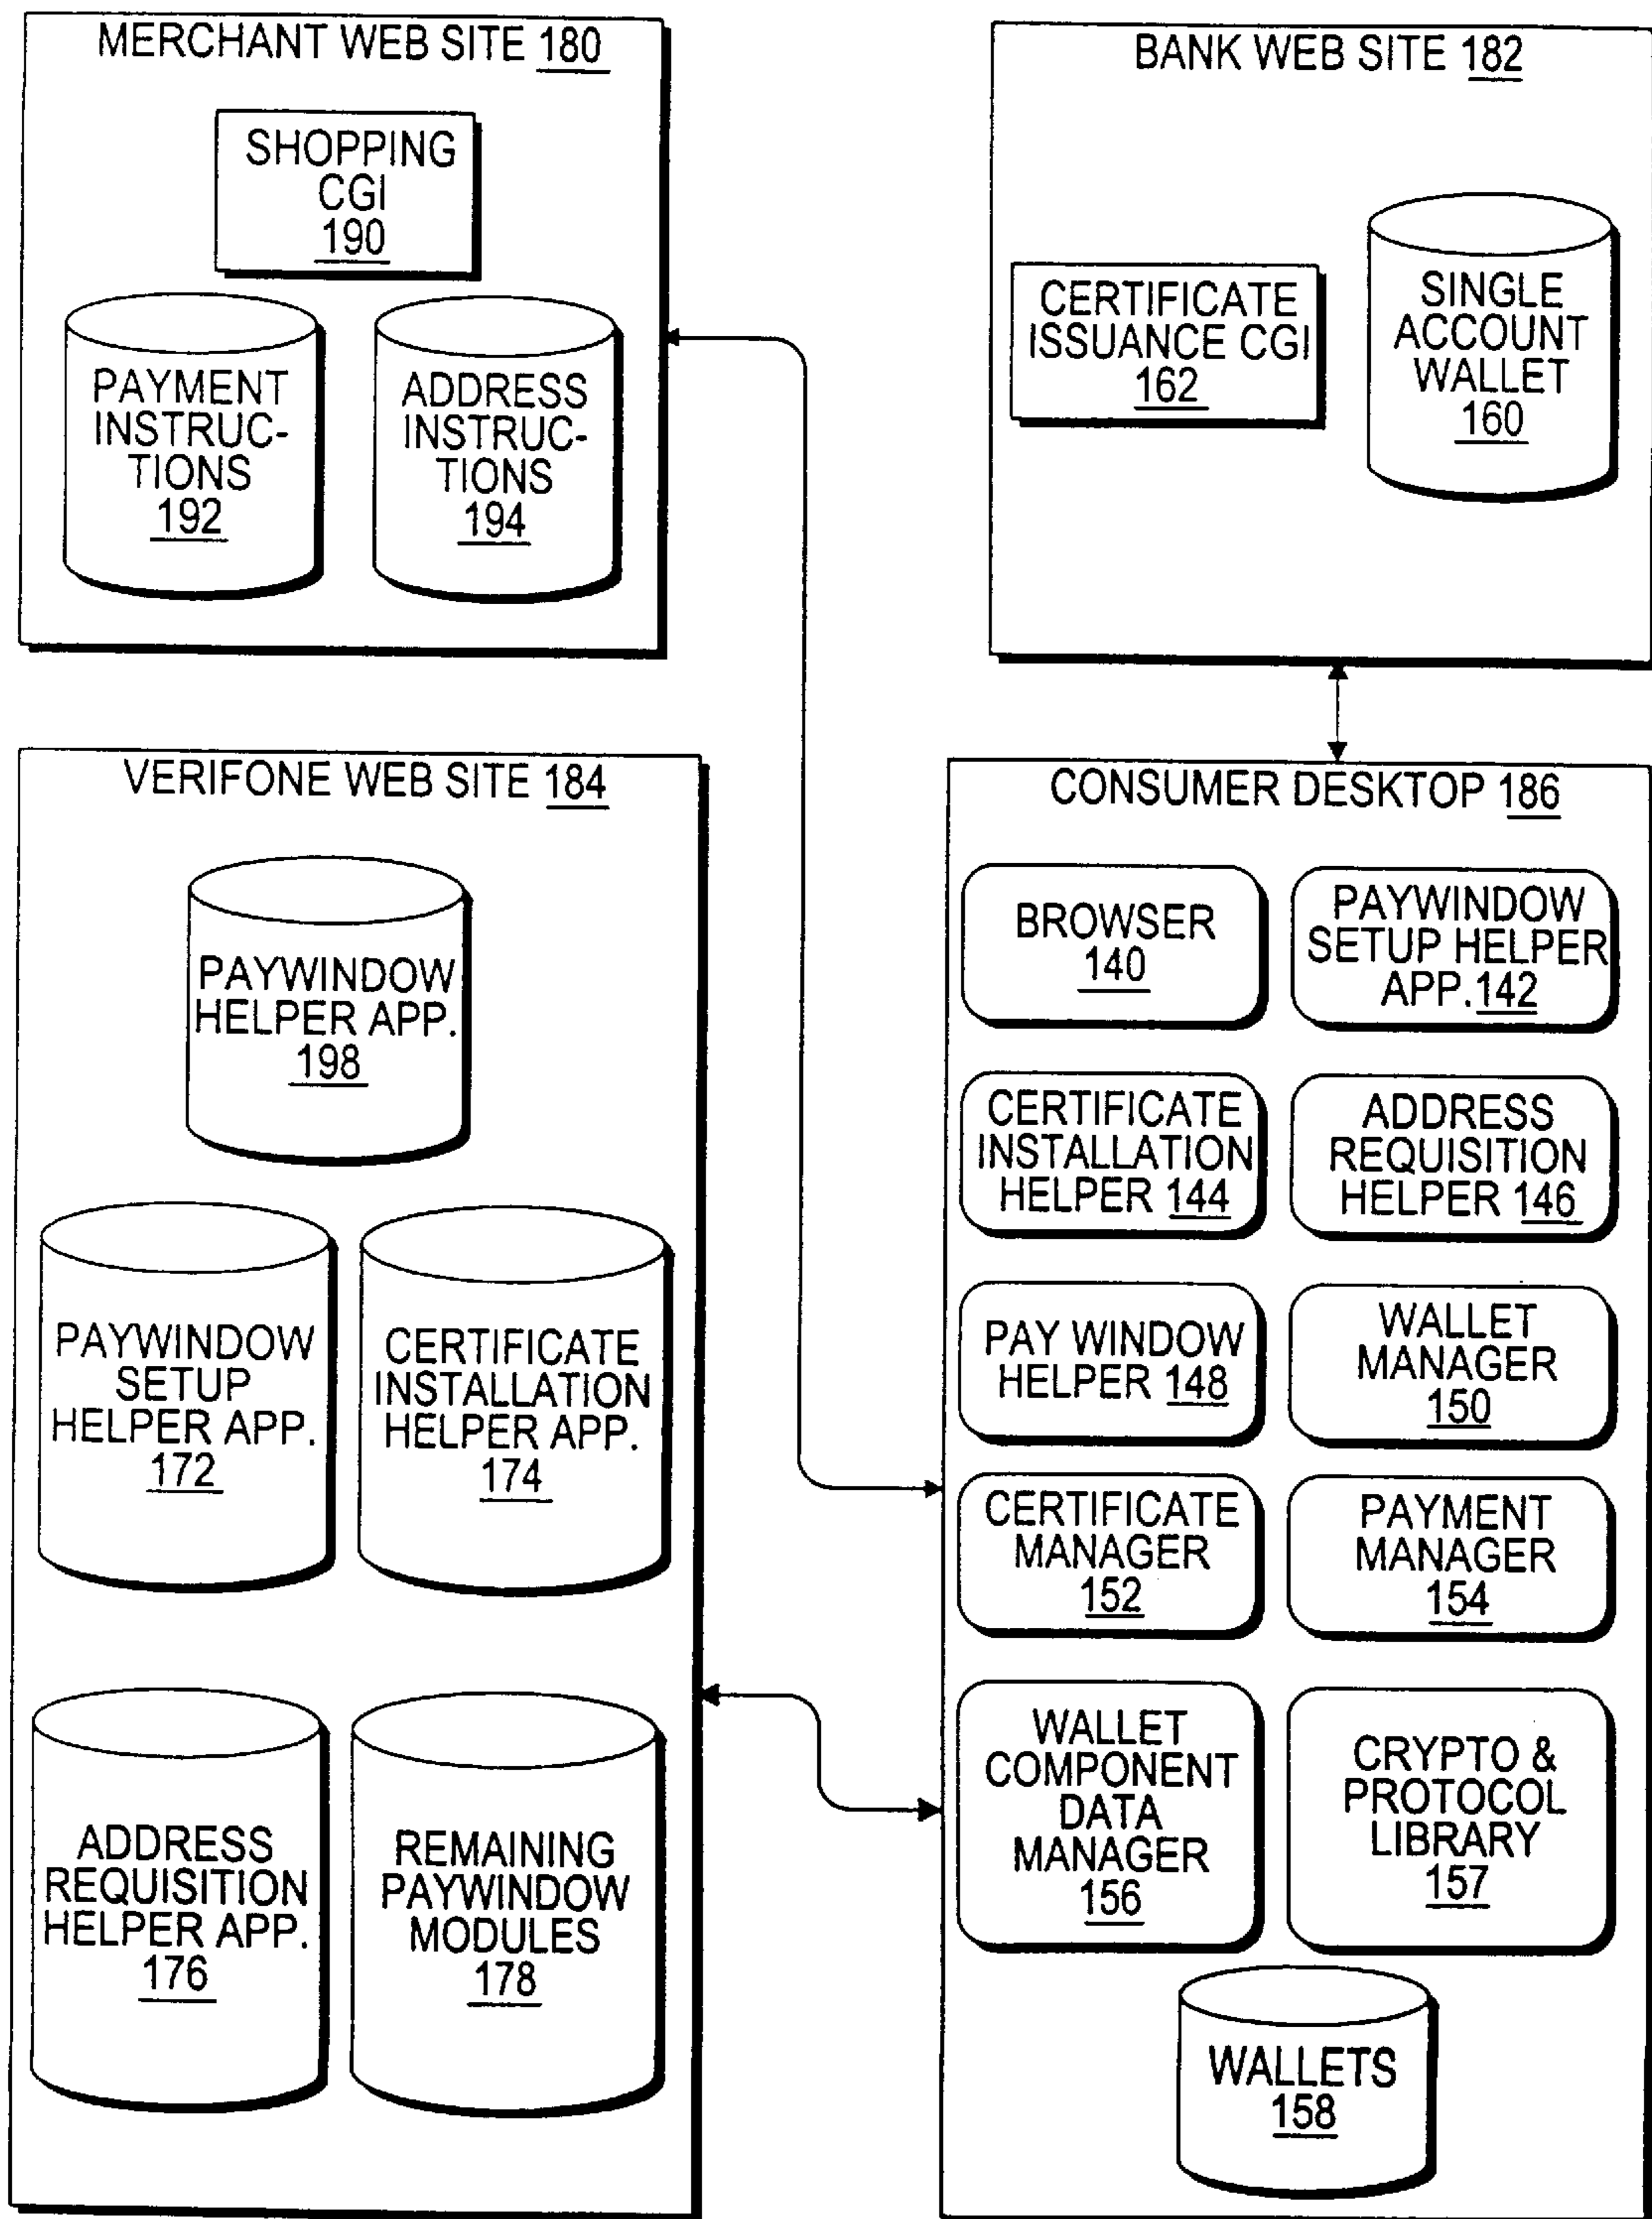 MERCHANT WEB SITE 180
SHOPPING
CGI
190
PAYMENT
INSTRUC-
TIONS
192
ADDRESS
INSTRUC-
TIONS
194
BANK WEB SITE 182
CERTIFICATE
ISSUANCE CGI
162
SINGLE
ACCOUNT
WALLET
160
VERIFONE WEB SITE 184
PAYWINDOW
HELPER APP.
198
PAYWINDOW
SETUP
HELPER APP.
172
CERTIFICATE
INSTALLATION
HELPER APP.
174
ADDRESS
REQUISITION
HELPER APP.
176
REMAINING
PAYWINDOW
MODULES
178
CONSUMER DESKTOP 186
BROWSER
140
PAYWINDOW
SETUP HELPER
APP.142
CERTIFICATE
INSTALLATION
HELPER 144
ADDRESS
REQUISITION
HELPER 146
PAY WINDOW
HELPER 148
WALLET
MANAGER
150
CERTIFICATE
MANAGER
152
PAYMENT
MANAGER
154
WALLET
COMPONENT
DATA
MANAGER
156
CRYPTO &
PROTOCOL
LIBRARY
157
WALLETS
158